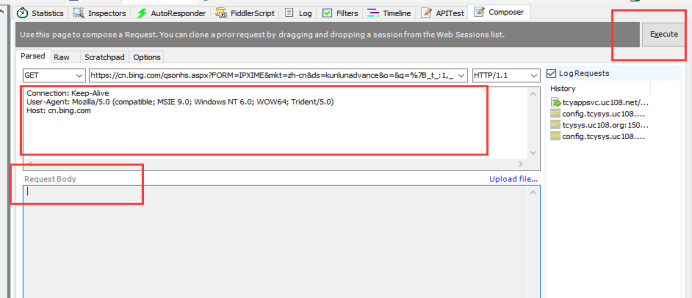 Statistics Inspectors AutoResponder FiddlerScript Log Filters Timeline APITest Composer
Use this page to compose a Request. You can clone a prior request by dragging and dropping a session from the Web Sessions list.
Execute
Parsed Raw Scratchpad Options
GET https://cn.bing.com/qsonhs.aspx?FORM=IPXIME&mkt=zh-cn&ds=kunlunadvance&o=&q=%7B_t_:1,_ HTTP/1.1
Log Requests
History
Connection: Keep-Alive
User-Agent: Mozilla/5.0 (compatible; MSIE 9.0; Windows NT 6.0; WOW64; Trident/5.0)
Host: cn.bing.com
tcyappsvc.uc108.net/...
config.tcysys.uc108....
tcysys.uc108.org:150...
config.tcysys.uc108....
Request Body Upload file...